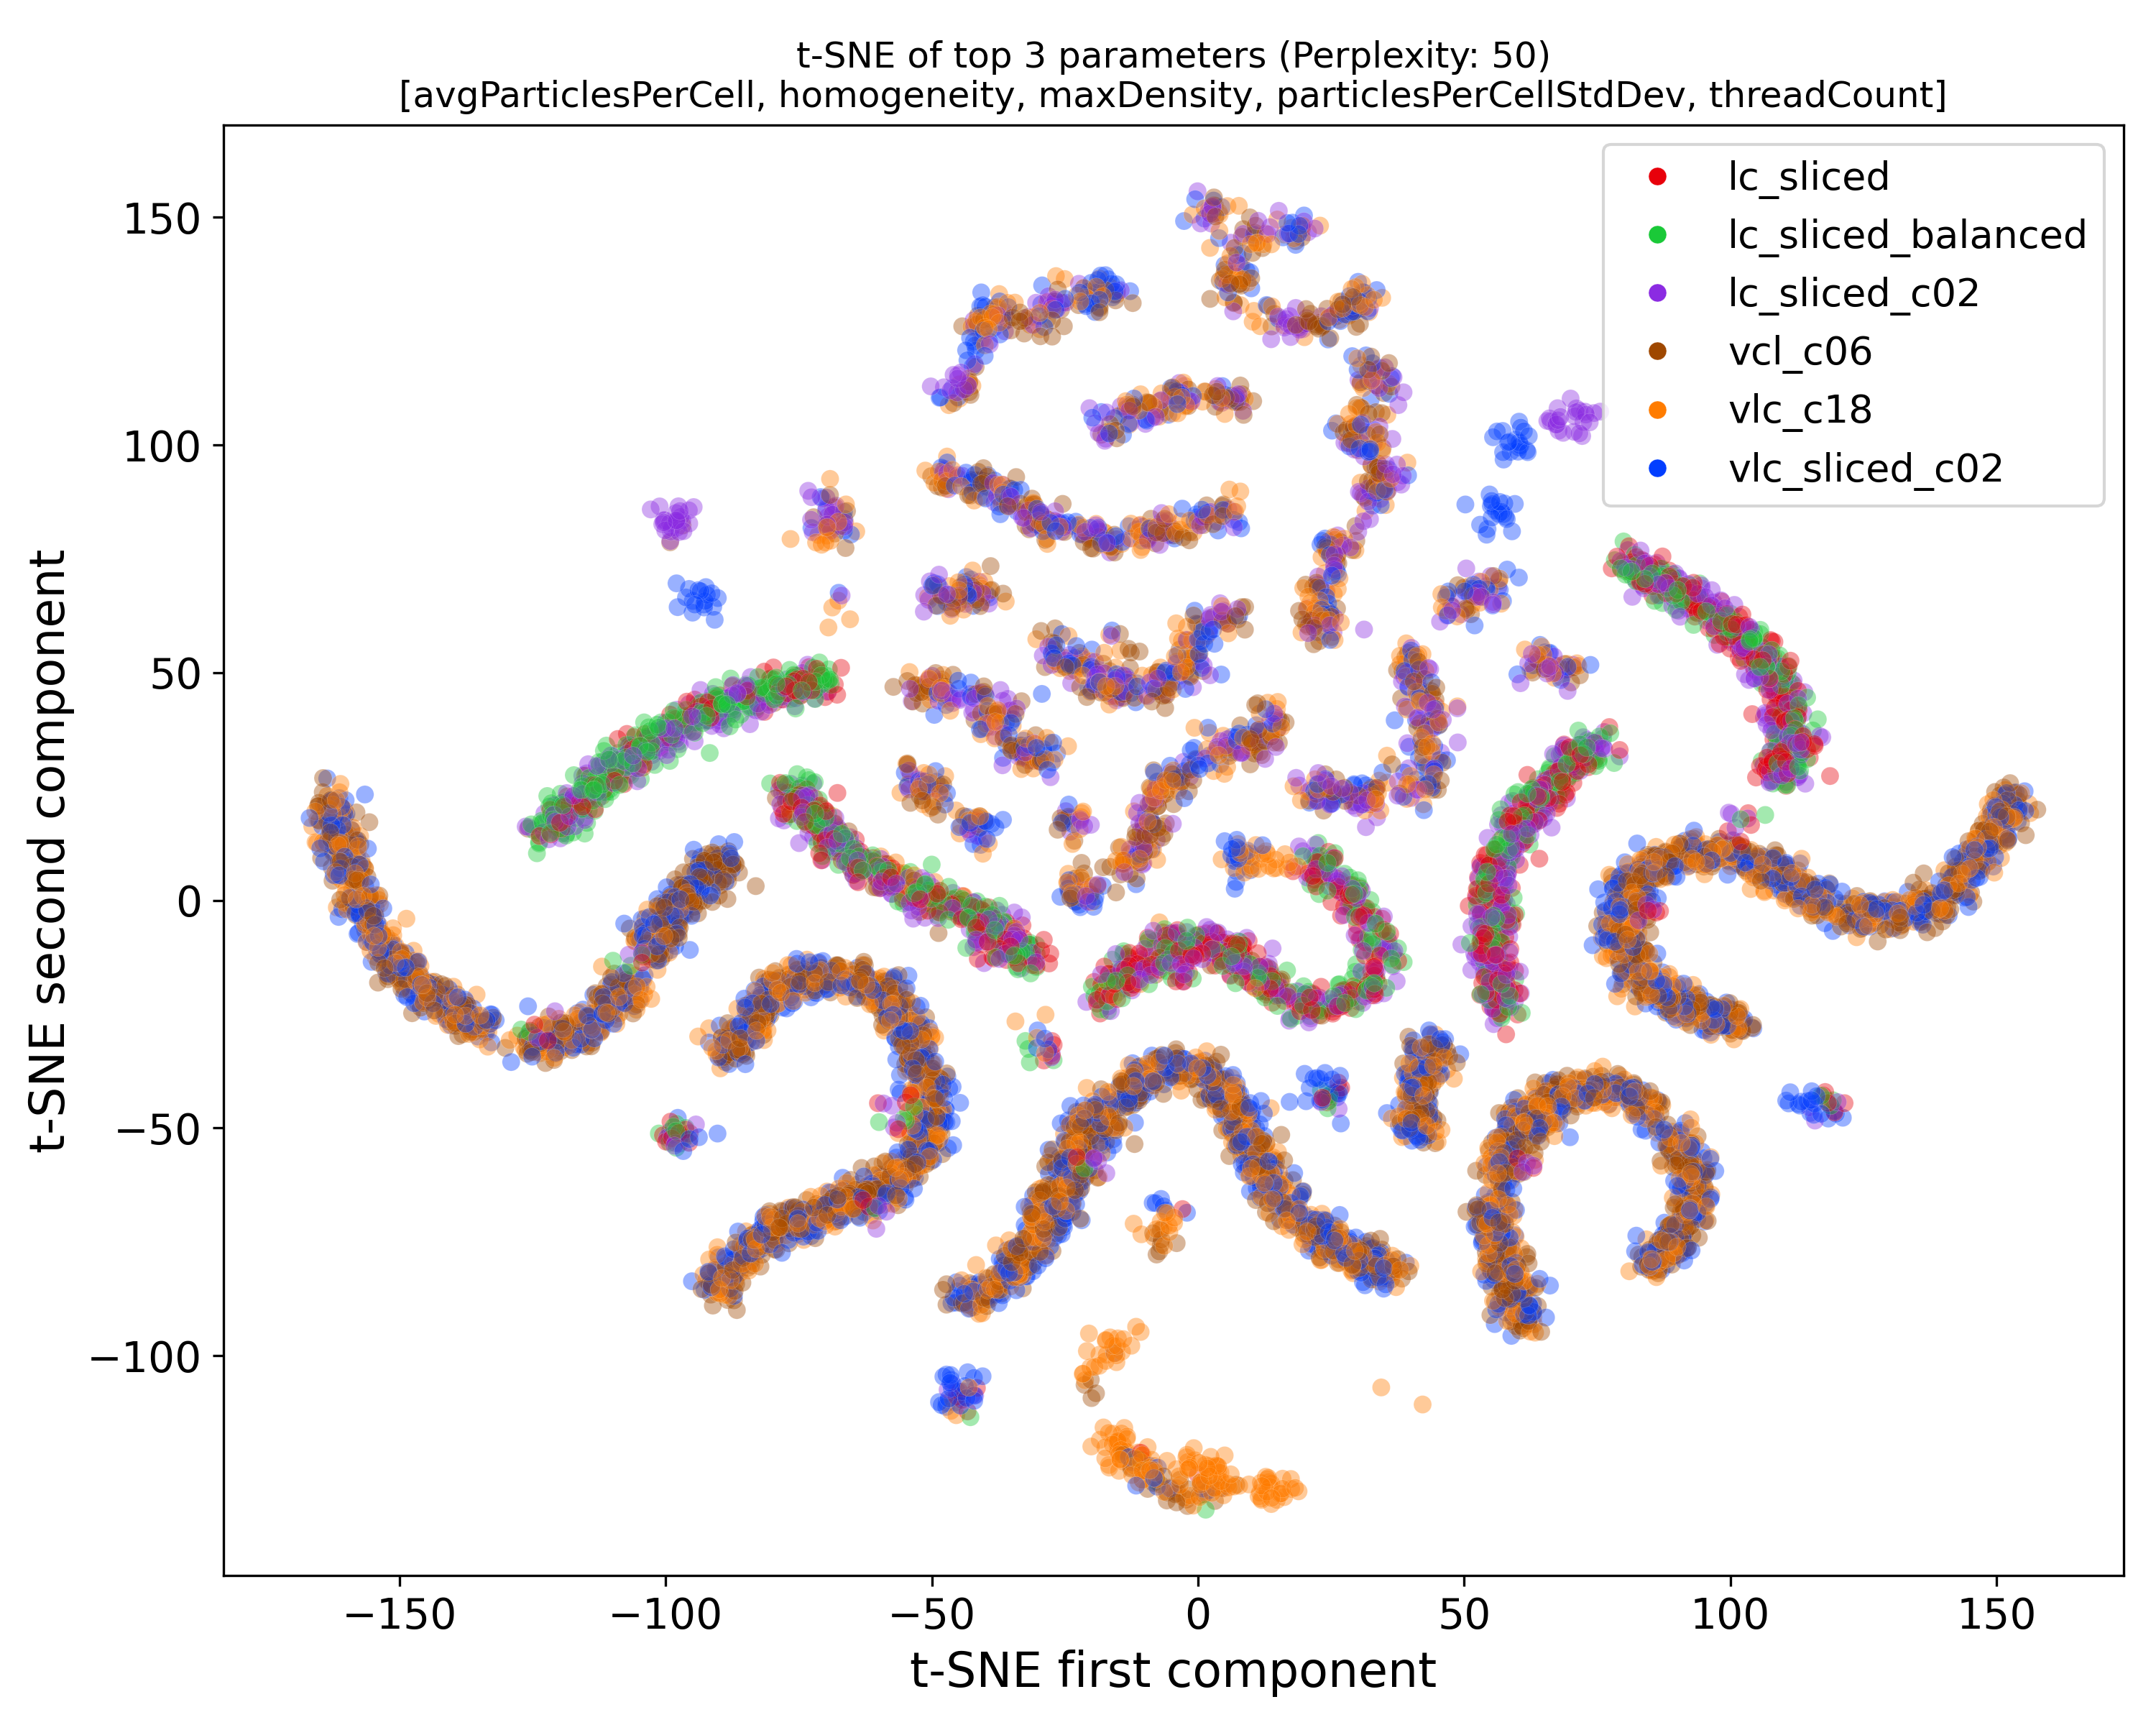 t-SNE of top 3 parameters (Perplexity: 50)
[avgParticlesPerCell, homogeneity, maxDensity, particlesPerCellStdDev, threadCount]
lc_sliced
lc_sliced_balanced
lc_sliced_c02
vcl_c06
vlc_c18
vlc_sliced_c02
t-SNE second component
150
100
50
0
−50
−100
−150 −100 −50 0 50 100 150
t-SNE first component